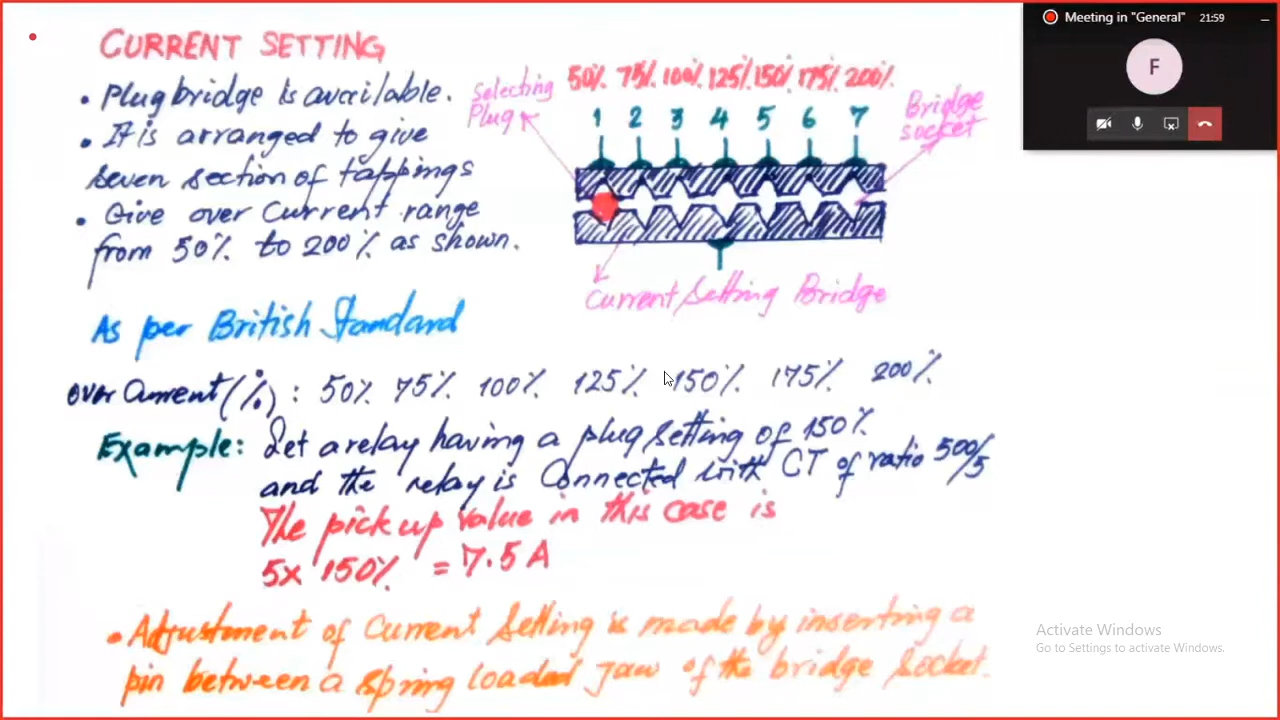 CURRENT SETTING
• Plug bridge is available.
• It is arranged to give
seven section of tappings
• Give over current range
from 50% to 200% as shown.
Selecting
Plug
50% 75% 100% 125% 150% 175% 200%
1 2 3 4 5 6 7
Bridge
socket
Current Setting Bridge
As per British Standard
over Current (%) : 50% 75% 100% 125% 150% 175% 200%
Example: Let a relay having a plug setting of 150%
and the relay is Connected with CT of ratio 500/5
The pick up value in this case is
5x 150% = 7.5 A
• Adjustment of Current Setting is made by inserting a
pin between a spring loaded jaw of the bridge socket.
Meeting in "General" 21:59
F
Activate Windows
Go to Settings to activate Windows.